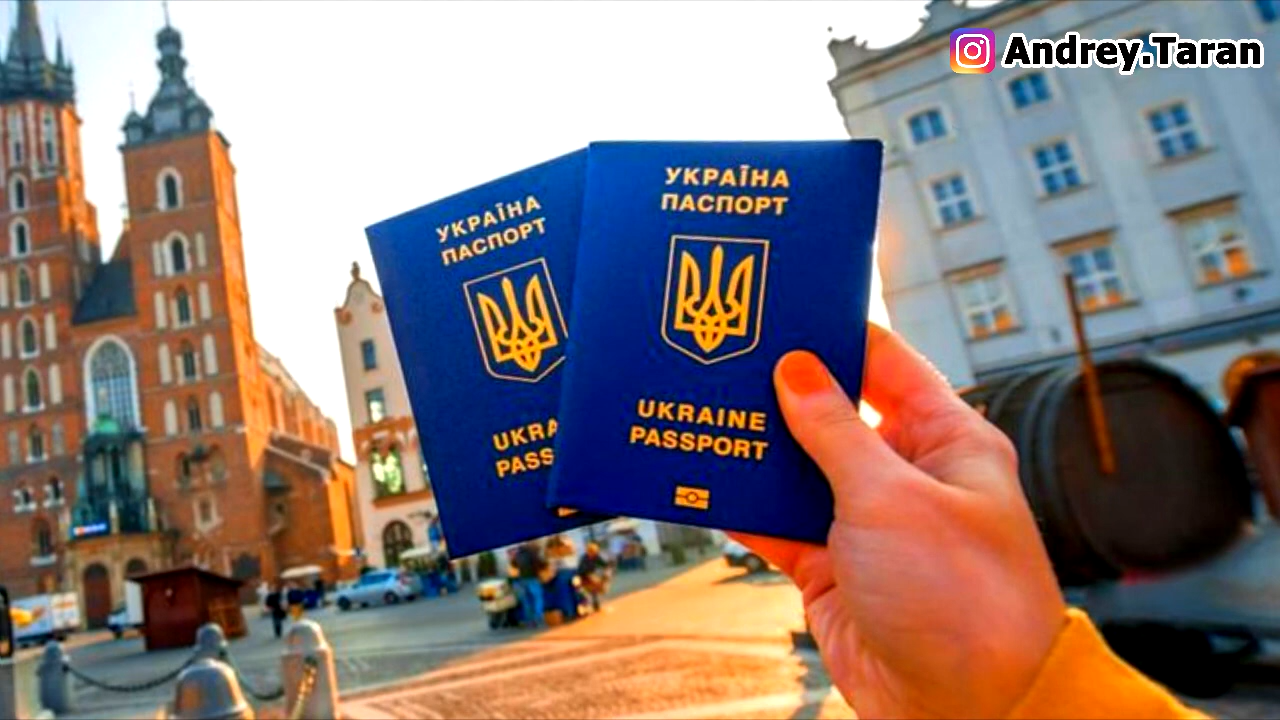 Andrey.Taran
УКРАЇНА
ПАСПОРТ
УКРАЇНА
ПАСПОРТ
UKRA
PASS
UKRAINE
PASSPORT